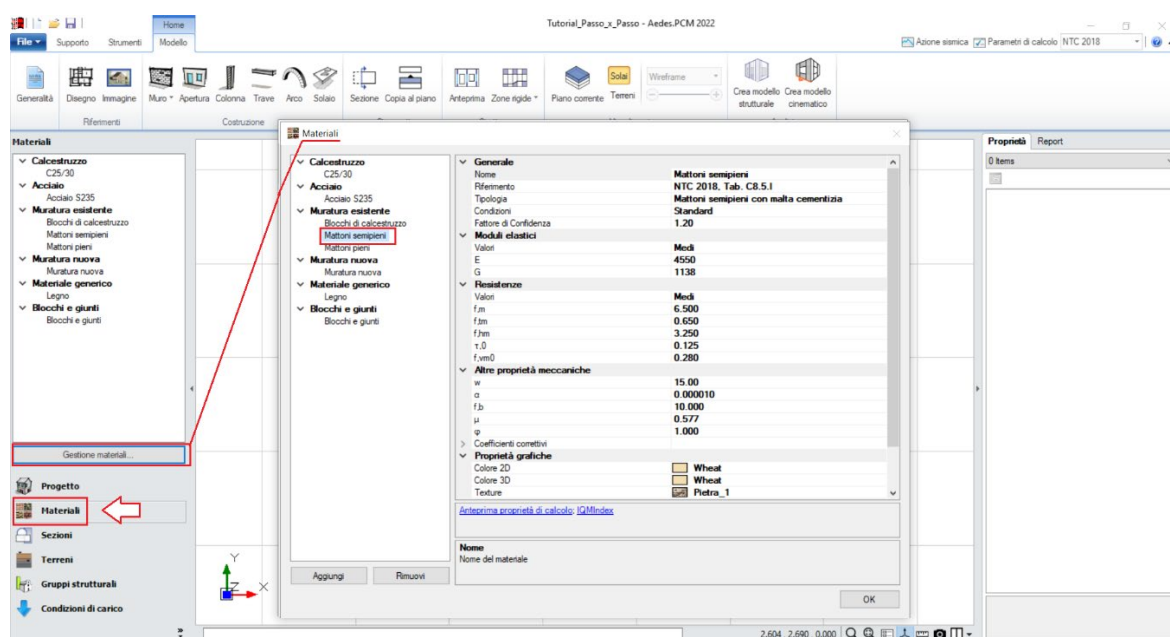 Tutorial_Passo_x_Passo - Aedes.PCM 2022
Home
File Supporto Strumenti Modello
Azione sismica Parametri di calcolo NTC 2018
Generalità Disegno Immagine Muro Apertura Colonna Trave Arco Solaio Sezione Copia al piano Anteprima Zone rigide Piano corrente Solai Terreni Wireframe Crea modello strutturale Crea modello cinematico
Riferimenti Costruzione
Materiali
Calcestruzzo
C25/30
Acciaio
Acciaio S235
Muratura esistente
Blocchi di calcestruzzo
Mattoni semipieni
Mattoni pieni
Muratura nuova
Muratura nuova
Materiale generico
Legno
Blocchi e giunti
Blocchi e giunti
Gestione materiali...
Progetto
Materiali
Sezioni
Terreni
Gruppi strutturali
Condizioni di carico
Materiali
Calcestruzzo
C25/30
Acciaio
Acciaio S235
Muratura esistente
Blocchi di calcestruzzo
Mattoni semipieni
Mattoni pieni
Muratura nuova
Muratura nuova
Materiale generico
Legno
Blocchi e giunti
Blocchi e giunti
Aggiungi Rimuovi
Generale
Nome Mattoni semipieni
Riferimento NTC 2018, Tab. C8.5.I
Tipologia Mattoni semipieni con malta cementizia
Condizioni Standard
Fattore di Confidenza 1.20
Moduli elastici
Valori Medi
E 4550
G 1138
Resistenze
Valori Medi
f,m 6.500
f,tm 0.650
f,hm 3.250
τ,0 0.125
f,vm0 0.280
Altre proprietà meccaniche
w 15.00
α 0.000010
f,b 10.000
μ 0.577
φ 1.000
Coefficienti correttivi
Proprietà grafiche
Colore 2D Wheat
Colore 3D Wheat
Texture Pietra_1
Anteprima proprietà di calcolo; IQMIndex
Nome
Nome del materiale
OK
Proprietà Report
0 Items
Y
Z X
2.604 2.690 0.000